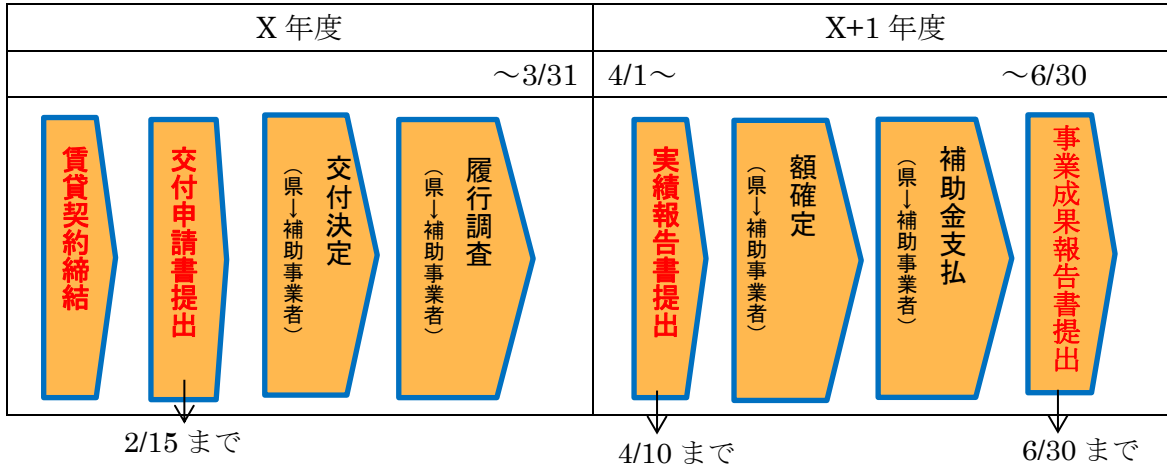 X 年度
X+1 年度
～3/31
4/1～
～6/30
賃貸契約締結
交付申請書提出
交付決定
（県→補助事業者）
履行調査
（県→補助事業者）
実績報告書提出
額確定
（県→補助事業者）
補助金支払
（県→補助事業者）
事業成果報告書提出
2/15 まで
4/10 まで
6/30 まで